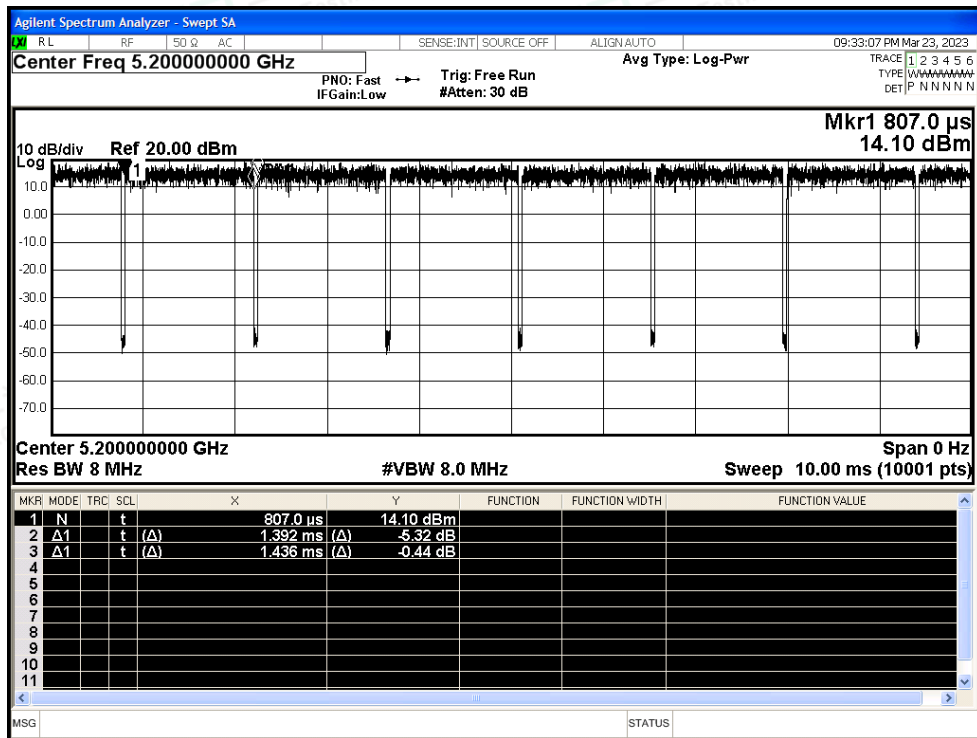 Agilent Spectrum Analyzer - Swept SA
LXI RL RF 50 Ω AC SENSE:INT SOURCE OFF ALIGN AUTO 09:33:07 PM Mar 23, 2023
Center Freq 5.200000000 GHz
PNO: Fast
IFGain:Low
Trig: Free Run
#Atten: 30 dB
Avg Type: Log-Pwr
TRACE 1 2 3 4 5 6
TYPE
DET P N N N N N
Mkr1 807.0 µs
14.10 dBm
10 dB/div Ref 20.00 dBm
Log
1
10.0
0.00
-10.0
-20.0
-30.0
-40.0
-50.0
-60.0
-70.0
Center 5.200000000 GHz Span 0 Hz
Res BW 8 MHz #VBW 8.0 MHz Sweep 10.00 ms (10001 pts)
MKR MODE TRC SCL X Y FUNCTION FUNCTION WIDTH FUNCTION VALUE
1 N t 807.0 µs 14.10 dBm
2 Δ1 t (Δ) 1.392 ms (Δ) -5.32 dB
3 Δ1 t (Δ) 1.436 ms (Δ) -0.44 dB
4
5
6
7
8
9
10
11
MSG STATUS